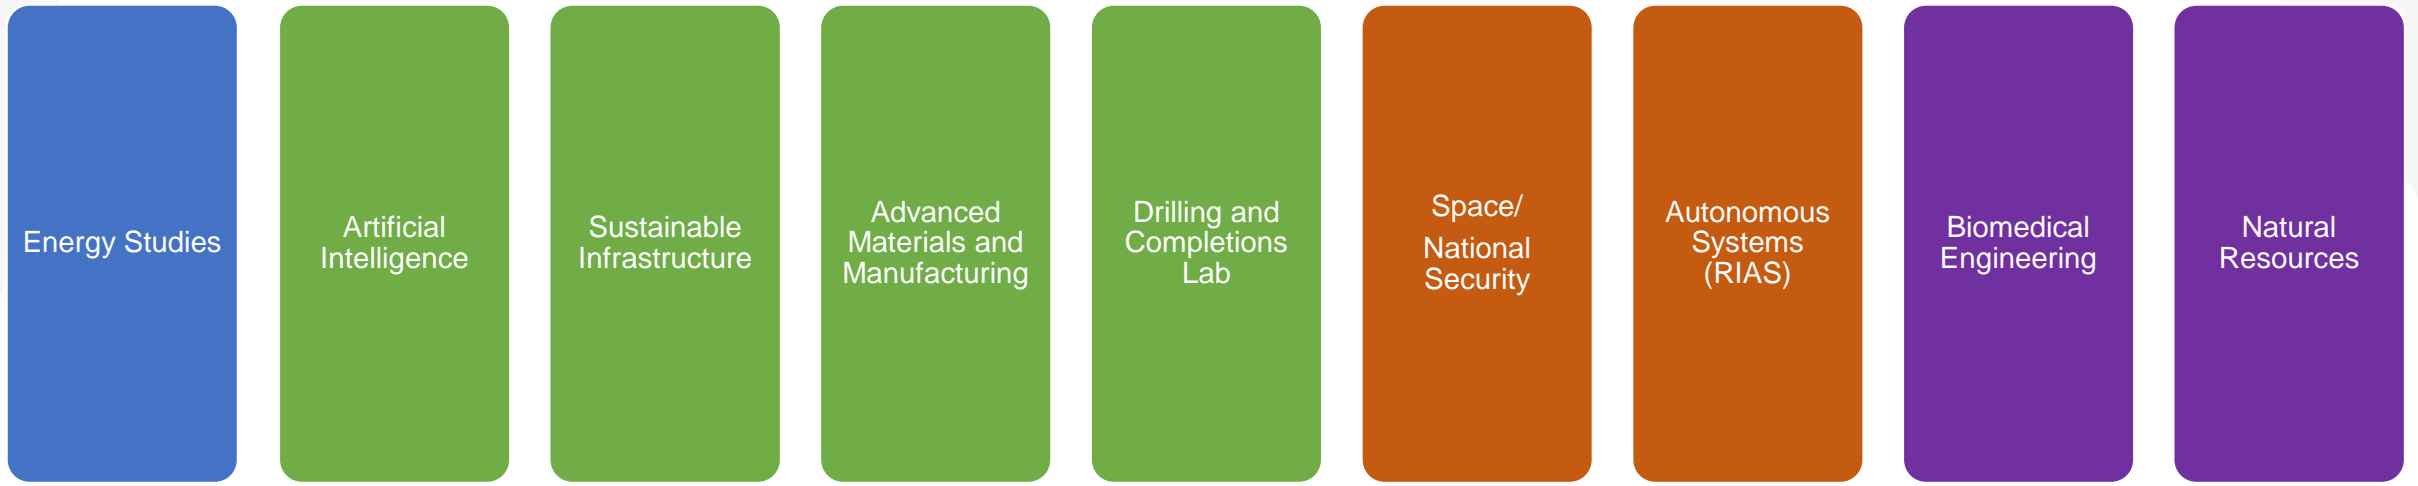 Energy Studies
Artificial
Intelligence
Sustainable
Infrastructure
Advanced
Materials and
Manufacturing
Drilling and
Completions
Lab
Space/
National
Security
Autonomous
Systems
(RIAS)
Biomedical
Engineering
Natural
Resources